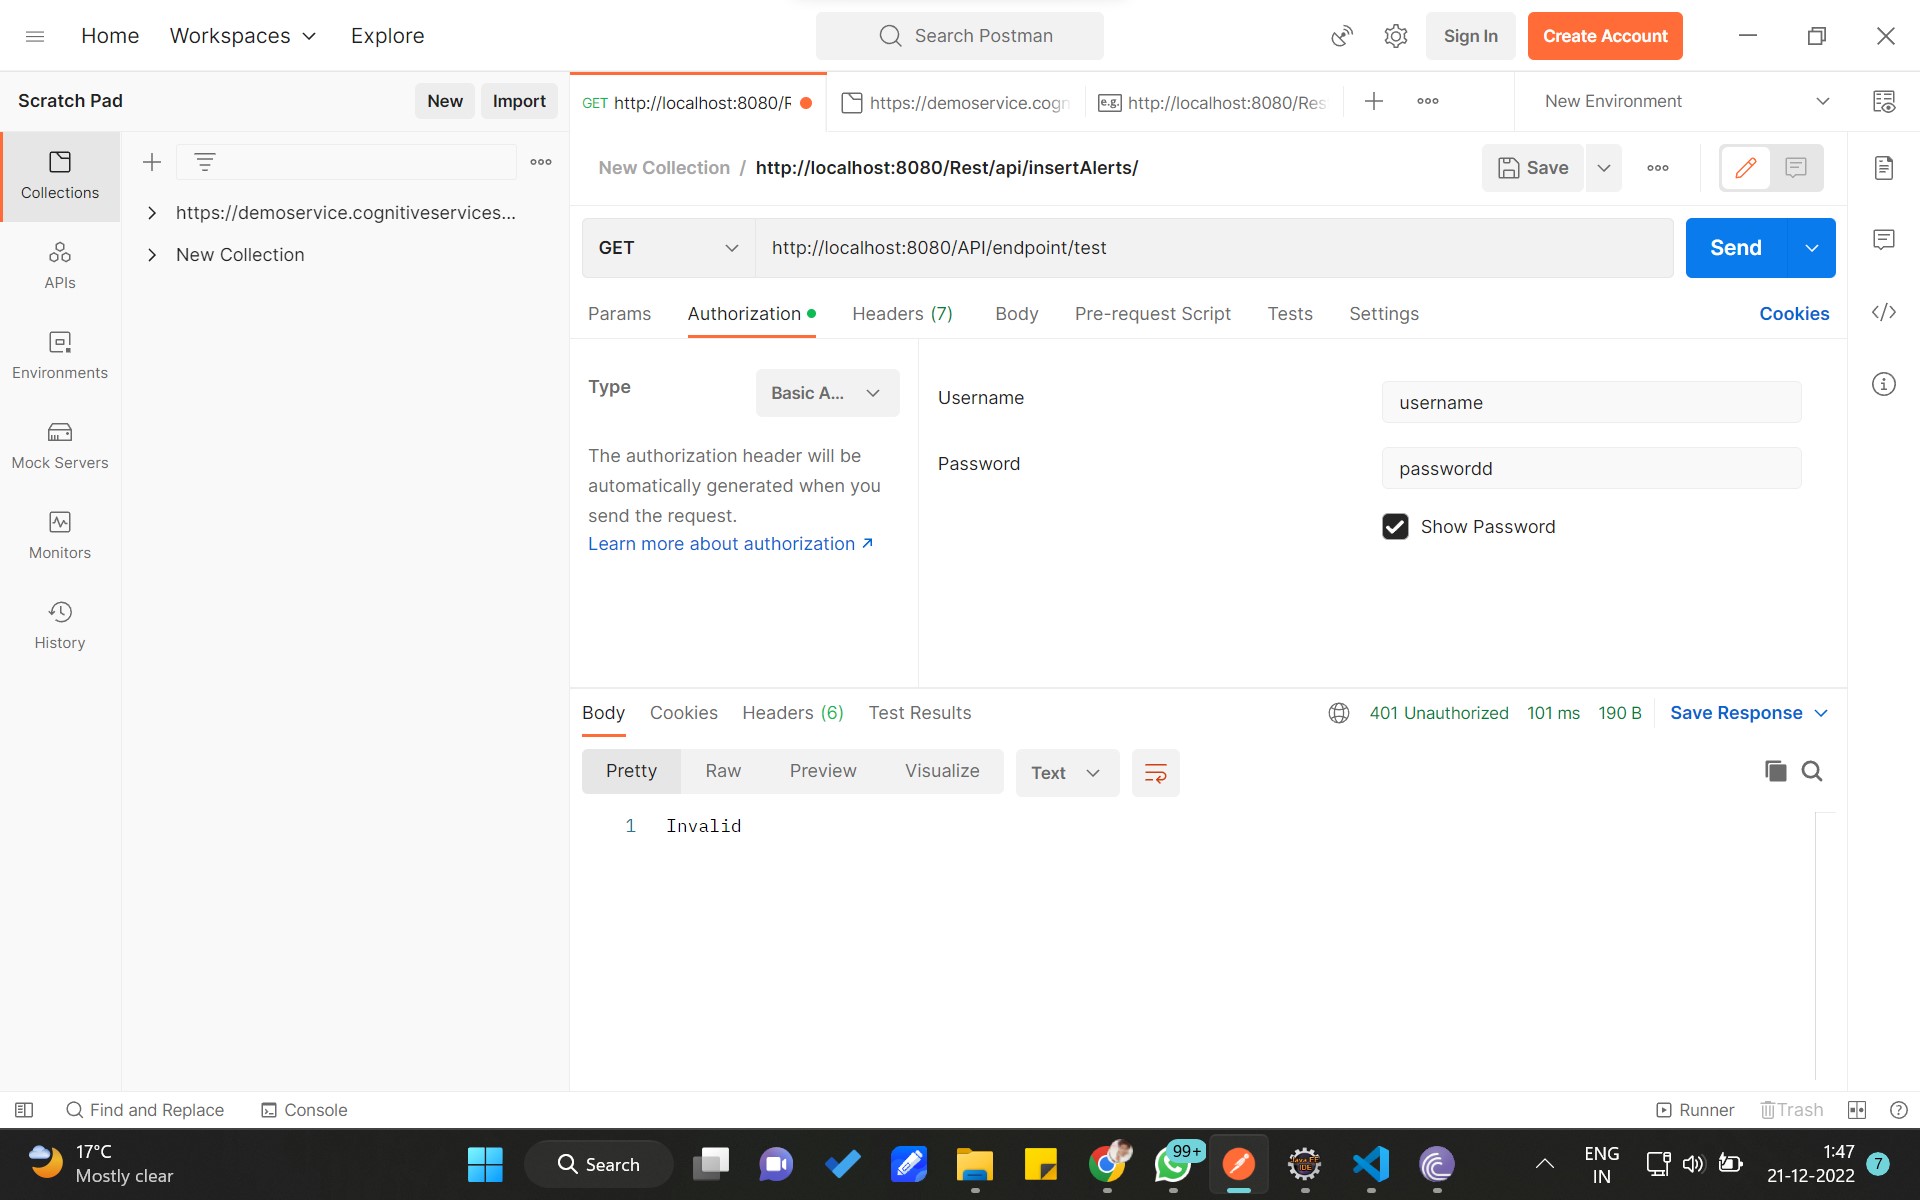 Home Workspaces Explore Search Postman Sign In Create Account
Scratch Pad New Import GET http://localhost:8080/R https://demoservice.cogn e.g. http://localhost:8080/Res New Environment
Collections
APIs
Environments
Mock Servers
Monitors
History
https://demoservice.cognitiveservices...
New Collection
New Collection / http://localhost:8080/Rest/api/insertAlerts/ Save
GET http://localhost:8080/API/endpoint/test Send
Params Authorization Headers (7) Body Pre-request Script Tests Settings Cookies
Type Basic A...
The authorization header will be
automatically generated when you
send the request.
Learn more about authorization
Username username
Password passwordd
Show Password
Body Cookies Headers (6) Test Results 401 Unauthorized 101 ms 190 B Save Response
Pretty Raw Preview Visualize Text
1 Invalid
Find and Replace Console Runner Trash
17°C
Mostly clear
Search
99+
ENG
IN
1:47
21-12-2022
7